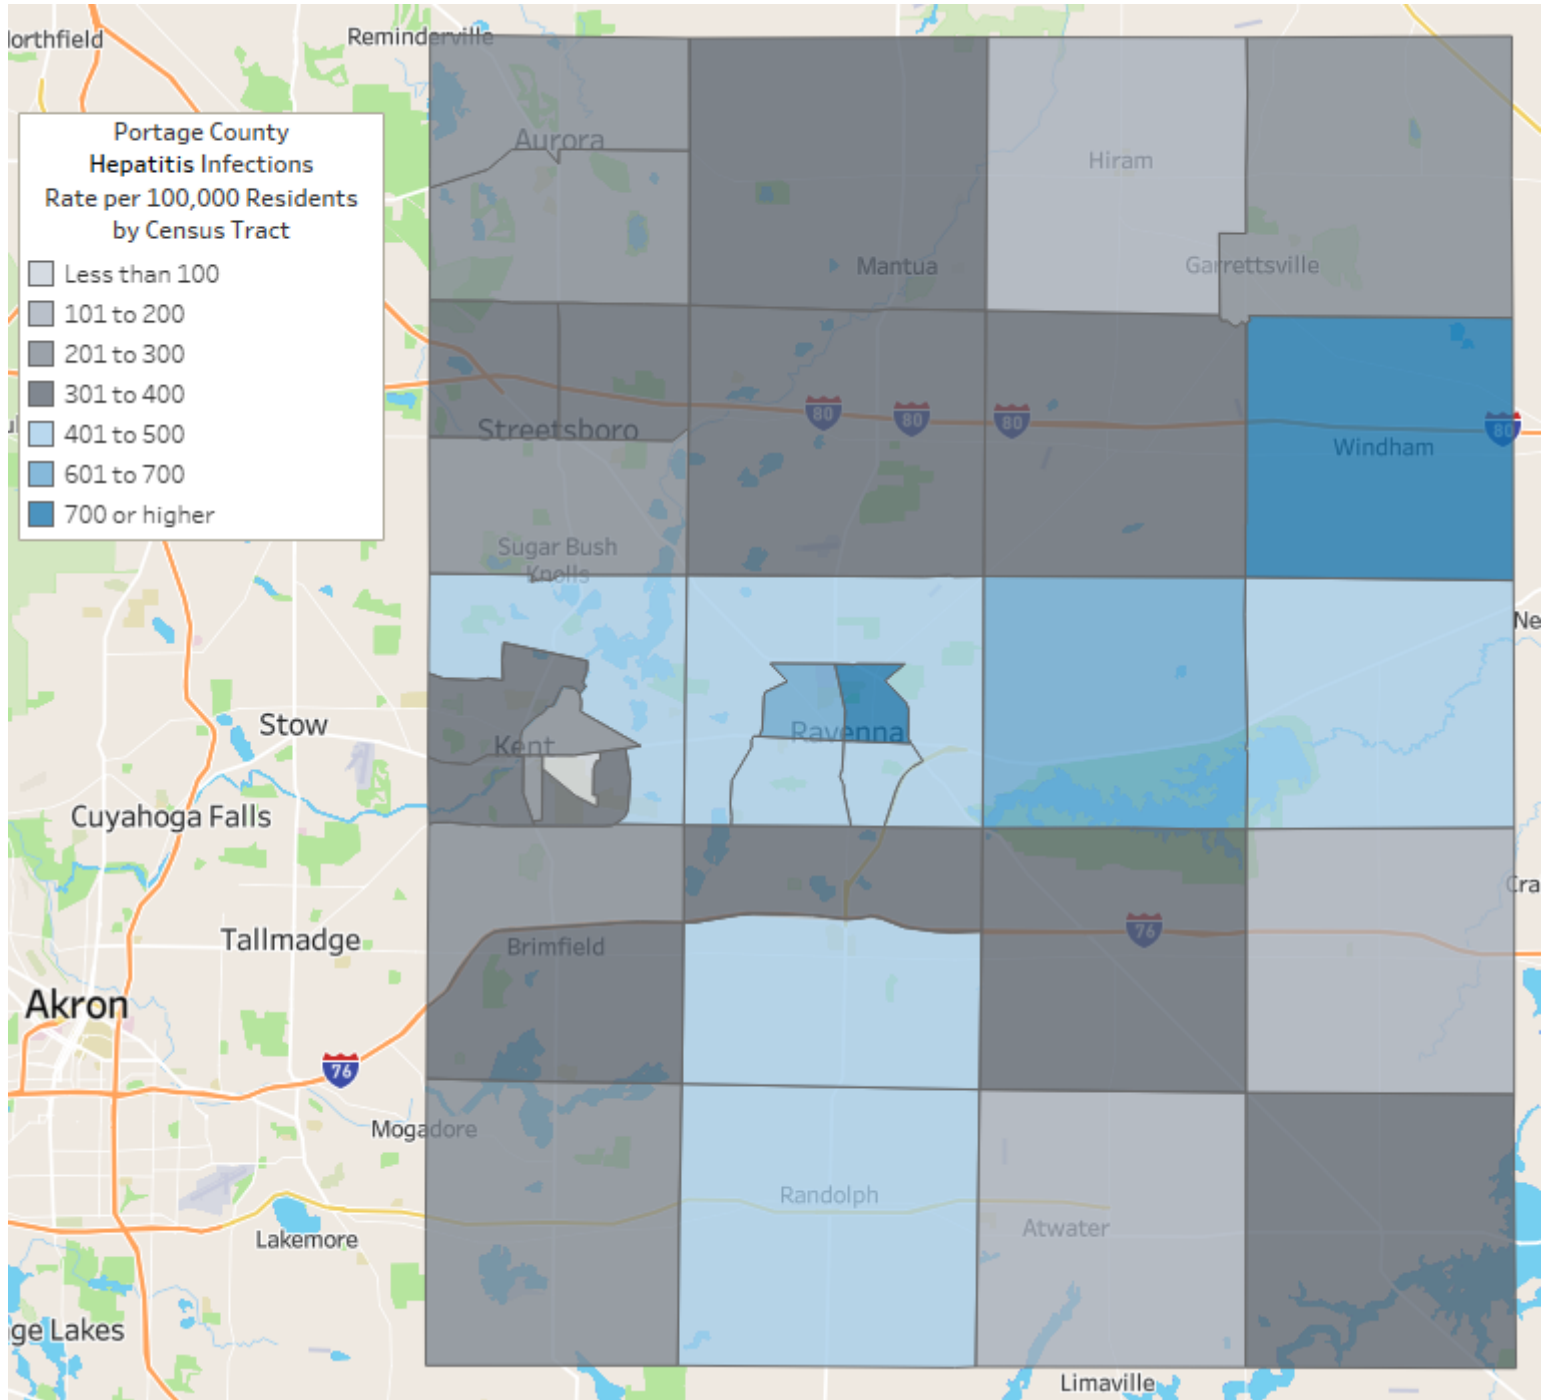 Reminderville
Portage County
Hepatitis Infections
Rate per 100,000 Residents
by Census Tract
Less than 100
101 to 200
201 to 300
301 to 400
401 to 500
601 to 700
700 or higher
Aurora
Hiram
Mantua
Garrettsville
80
80
80
80
Streetsboro
Windham
Sugar Bush
Knolls
Stow
Kent
Ravenna
Cuyahoga Falls
Tallmadge
Brimfield
76
Akron
76
Mogadore
Randolph
Atwater
Lakemore
ge Lakes
Limaville